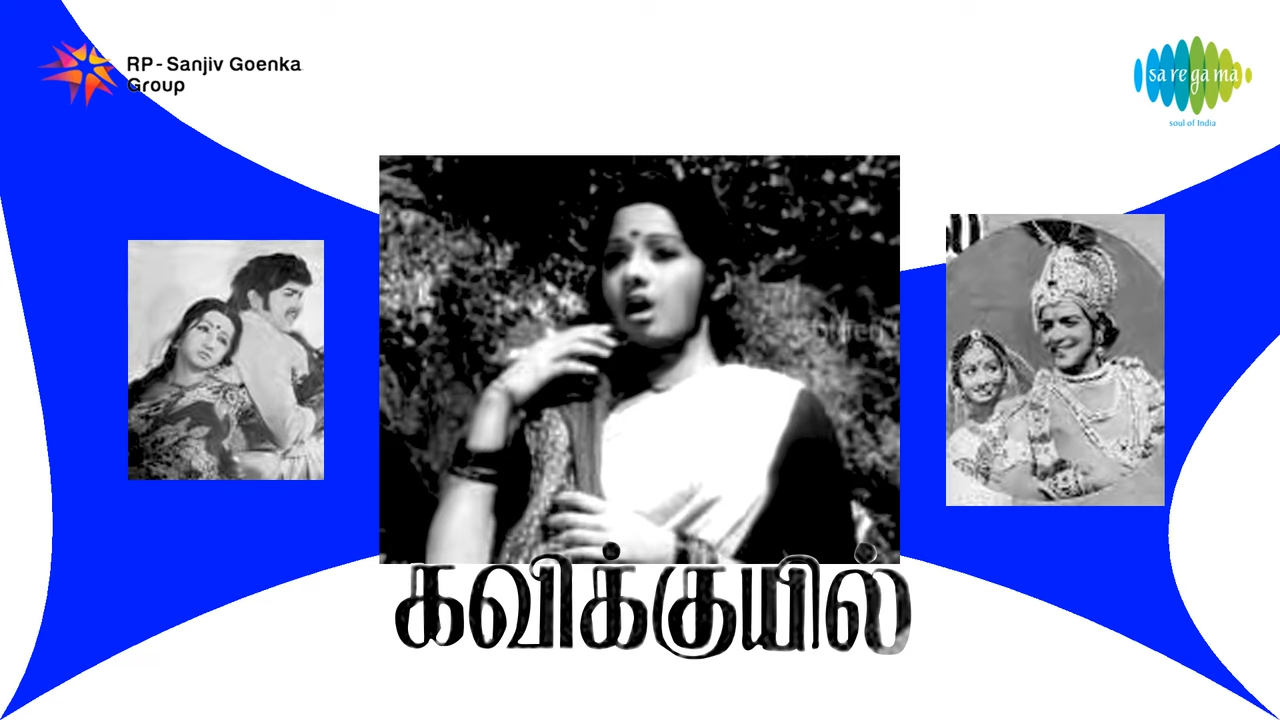 RP - Sanjiv Goenka
Group
sa re ga ma
soul of India
கவிக்குயில்